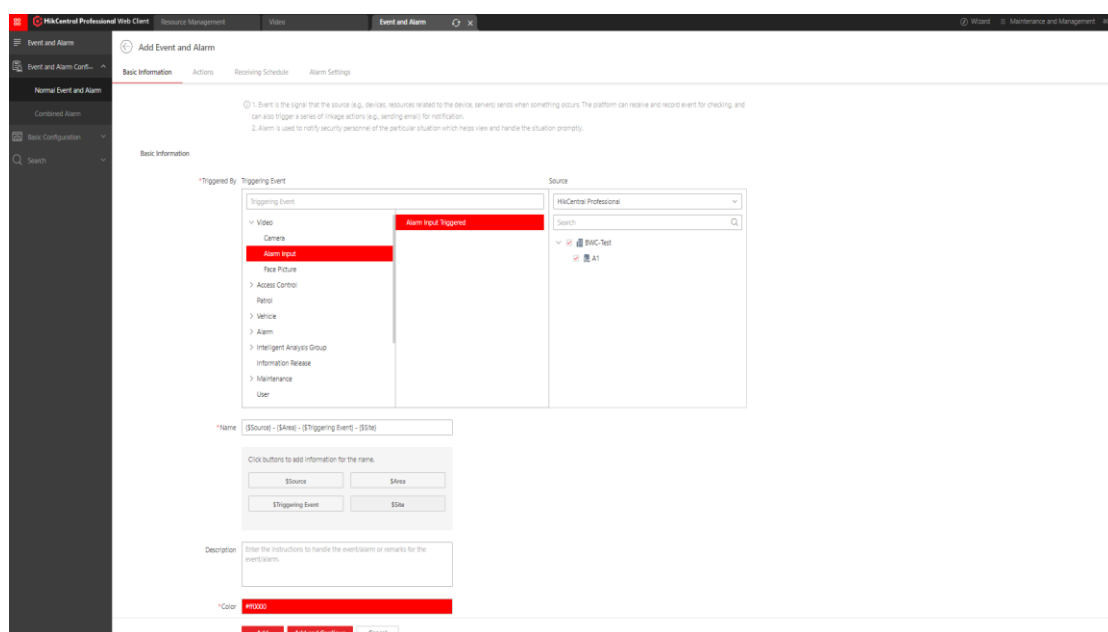 HikCentral Professional Web Client
Resource Management
Video
Event and Alarm
Wizard
Maintenance and Management
Event and Alarm
Event and Alarm Confi...
Normal Event and Alarm
Combined Alarm
Basic Configuration
Search
Add Event and Alarm
Basic Information
Actions
Receiving Schedule
Alarm Settings
1. Event is the signal that the source (e.g., devices, resources related to the device, servers) sends when something occurs. The platform can receive and record event for checking, and
can also trigger a series of linkage actions (e.g., sending email) for notification.
2. Alarm is used to notify security personnel of the particular situation which helps view and handle the situation promptly.
Basic Information
*Triggered By
Triggering Event
Source
Triggering Event
HikCentral Professional
Video
Alarm Input Triggered
Search
Camera
BWC-Test
Alarm Input
A1
Face Picture
Access Control
Patrol
Vehicle
Alarm
Intelligent Analysis Group
Information Release
Maintenance
User
*Name
{$Source} - {$Area} - {$Triggering Event} - {$Site}
Click buttons to add information for the name.
$Source
$Area
$Triggering Event
$Site
Description
Enter the instructions to handle the event/alarm or remarks for the
event/alarm.
*Color
#ff0000